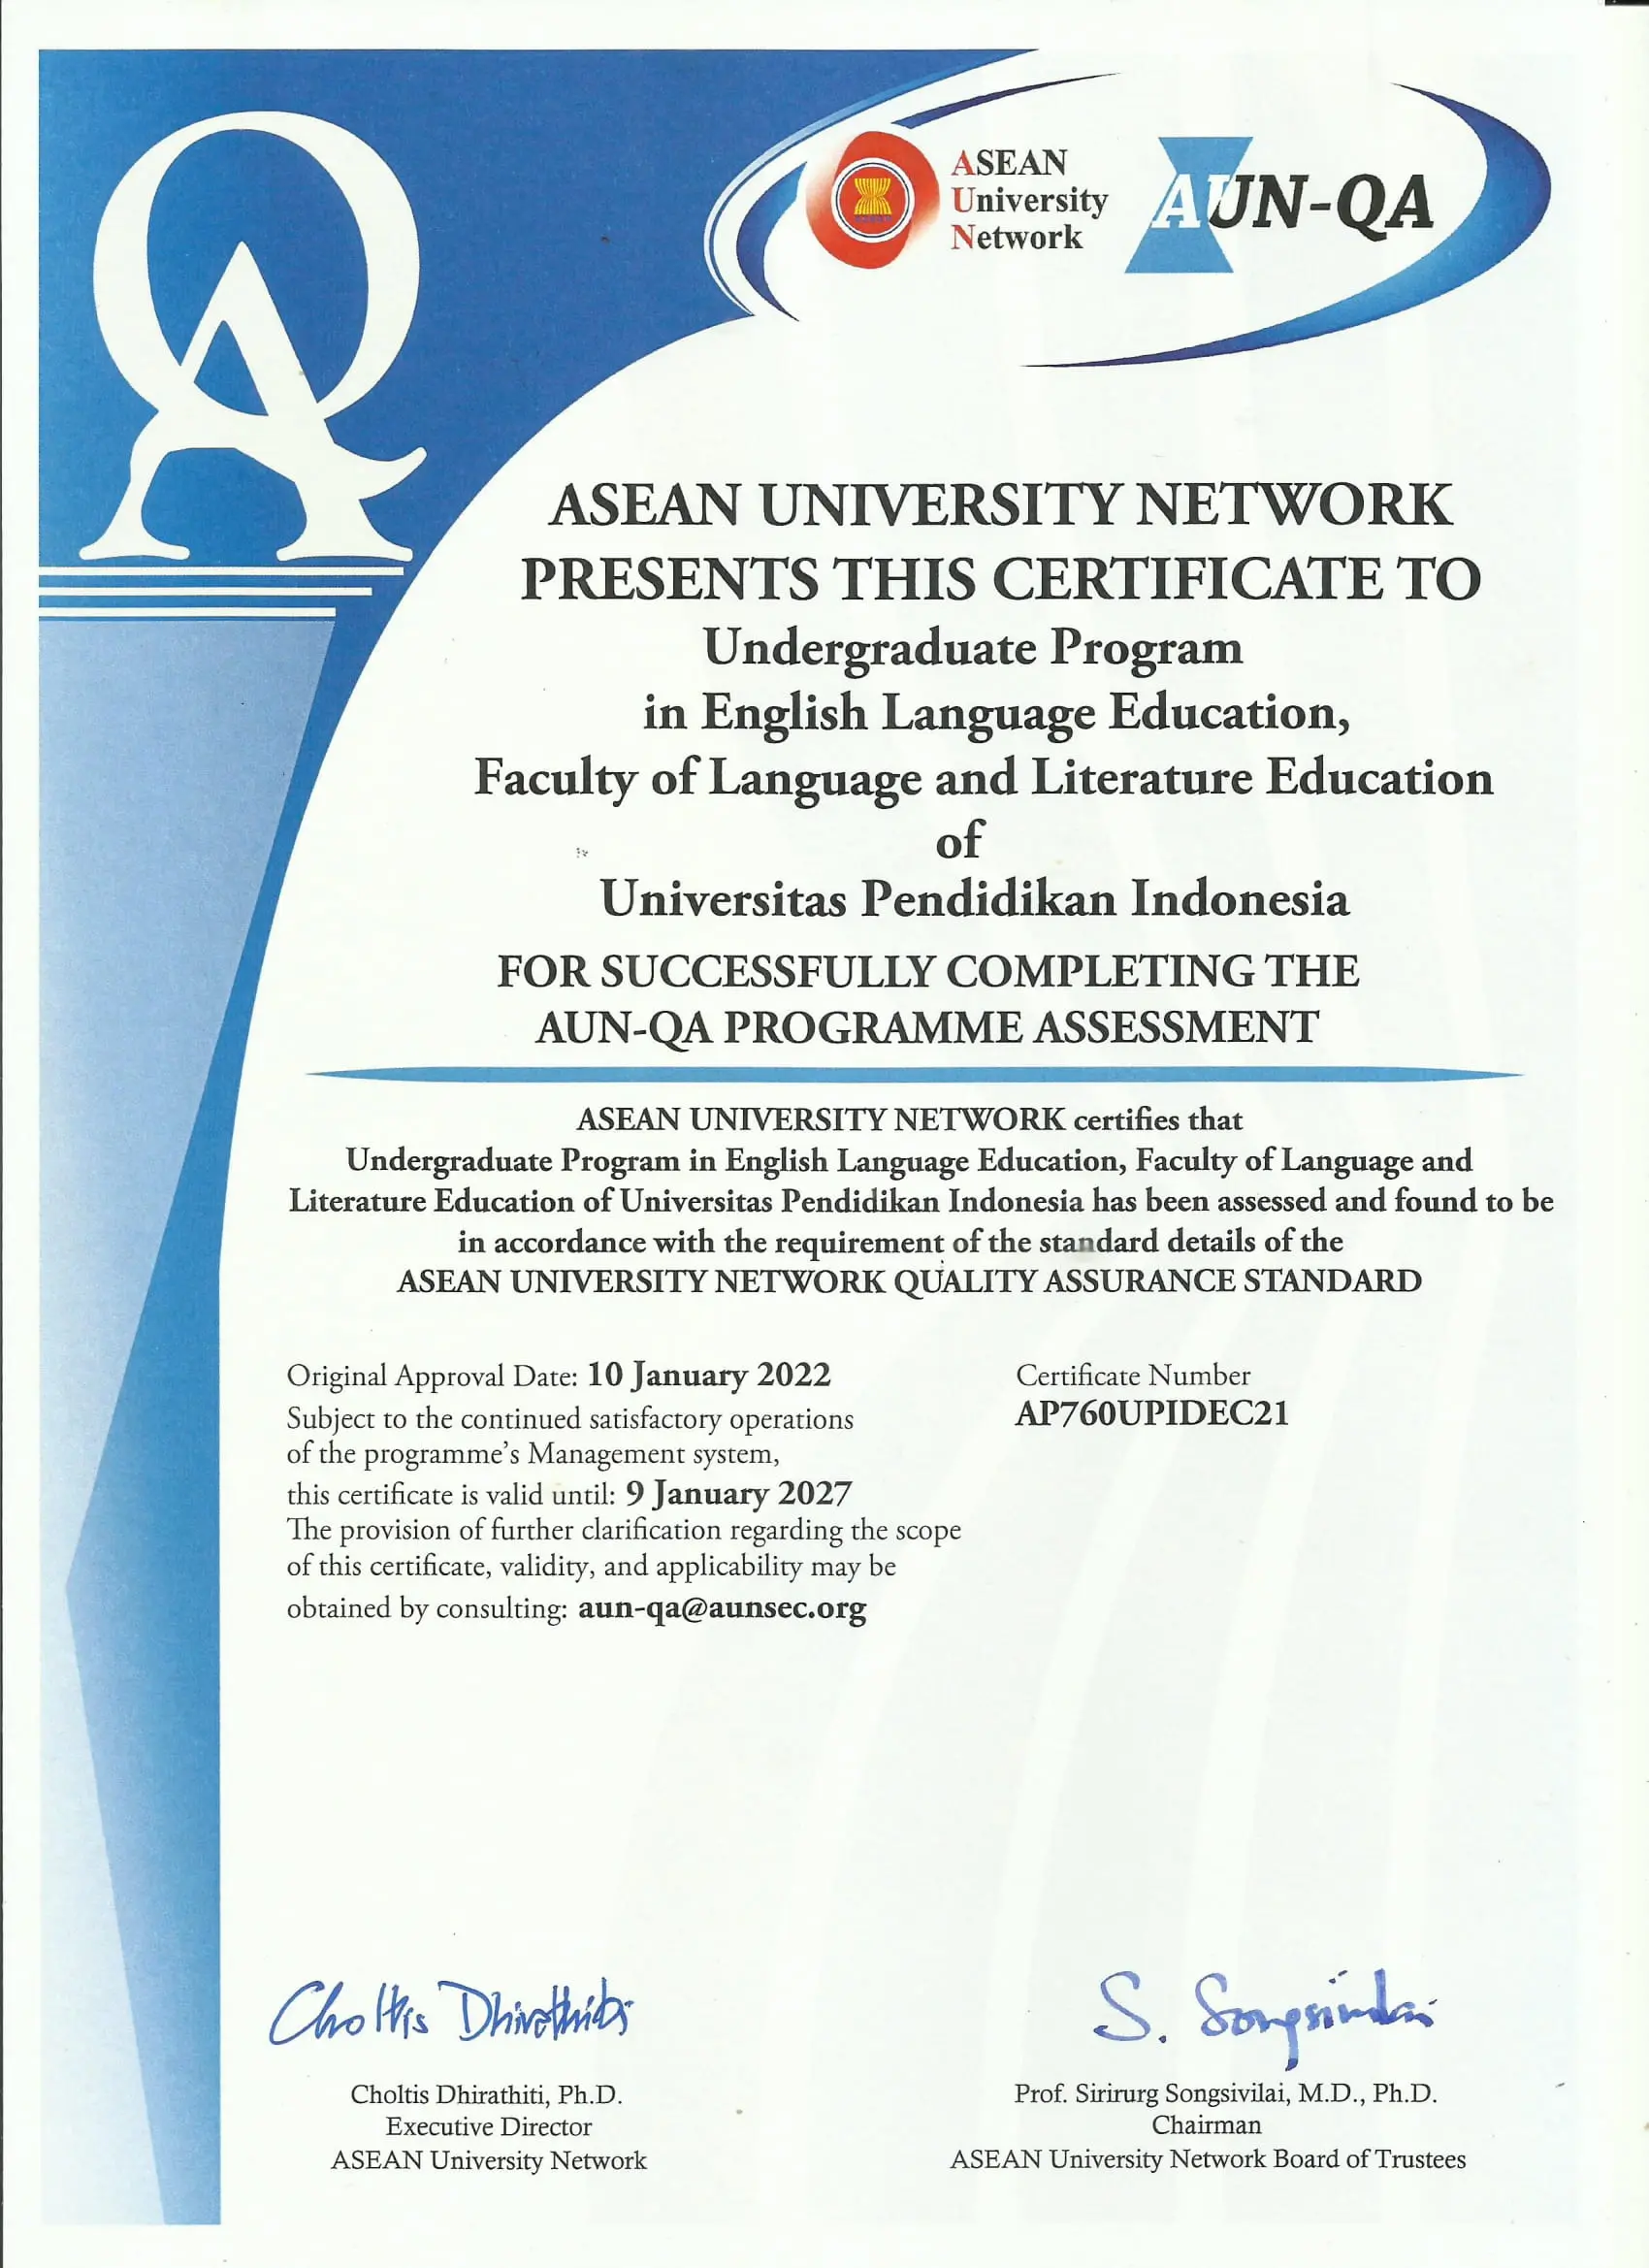 ASEAN
University
Network
AUN-QA
QA
ASEAN UNIVERSITY NETWORK
PRESENTS THIS CERTIFICATE TO
Undergraduate Program
in English Language Education,
Faculty of Language and Literature Education
of
Universitas Pendidikan Indonesia
FOR SUCCESSFULLY COMPLETING THE
AUN-QA PROGRAMME ASSESSMENT
ASEAN UNIVERSITY NETWORK certifies that
Undergraduate Program in English Language Education, Faculty of Language and
Literature Education of Universitas Pendidikan Indonesia has been assessed and found to be
in accordance with the requirement of the standard details of the
ASEAN UNIVERSITY NETWORK QUALITY ASSURANCE STANDARD
Original Approval Date: 10 January 2022
Subject to the continued satisfactory operations
of the programme's Management system,
this certificate is valid until: 9 January 2027
The provision of further clarification regarding the scope
of this certificate, validity, and applicability may be
obtained by consulting: aun-qa@aunsec.org
Certificate Number
AP760UPIDEC21
Choltis Dhirathiti
Choltis Dhirathiti, Ph.D.
Executive Director
ASEAN University Network
S. Songsivilai
Prof. Sirirurg Songsivilai, M.D., Ph.D.
Chairman
ASEAN University Network Board of Trustees